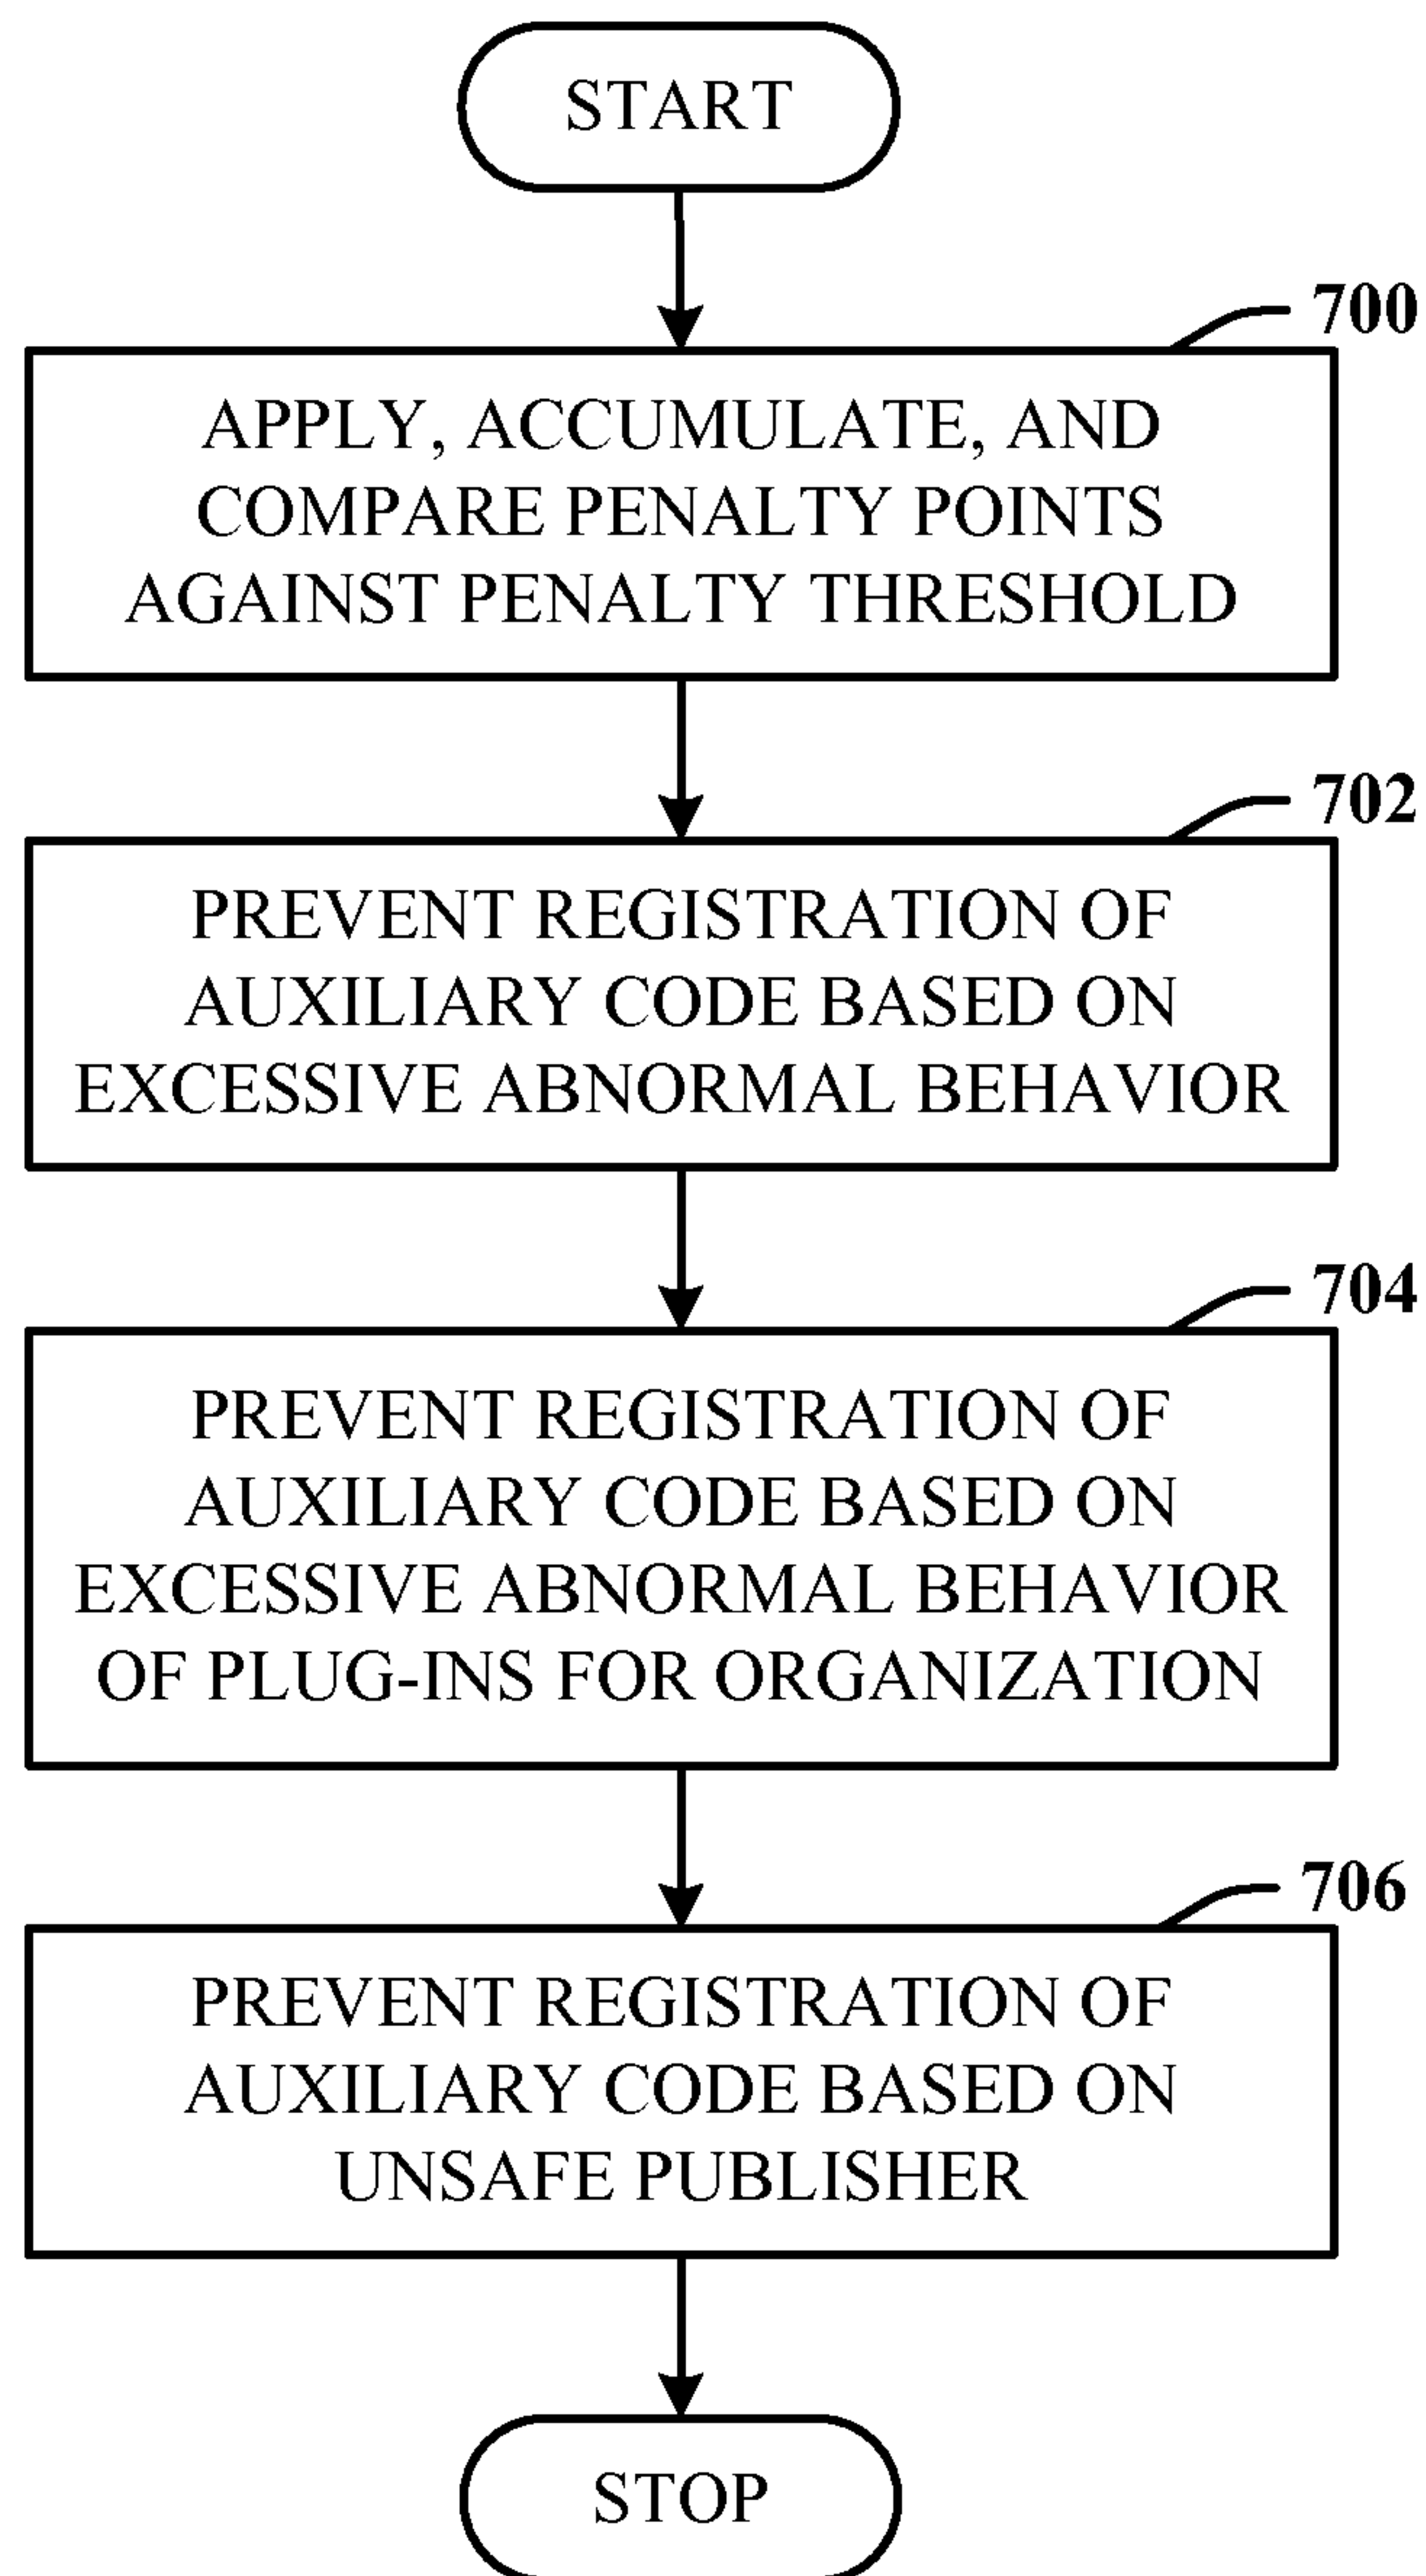 START
700
APPLY, ACCUMULATE, AND
COMPARE PENALTY POINTS
AGAINST PENALTY THRESHOLD
702
PREVENT REGISTRATION OF
AUXILIARY CODE BASED ON
EXCESSIVE ABNORMAL BEHAVIOR
704
PREVENT REGISTRATION OF
AUXILIARY CODE BASED ON
EXCESSIVE ABNORMAL BEHAVIOR
OF PLUG-INS FOR ORGANIZATION
706
PREVENT REGISTRATION OF
AUXILIARY CODE BASED ON
UNSAFE PUBLISHER
STOP